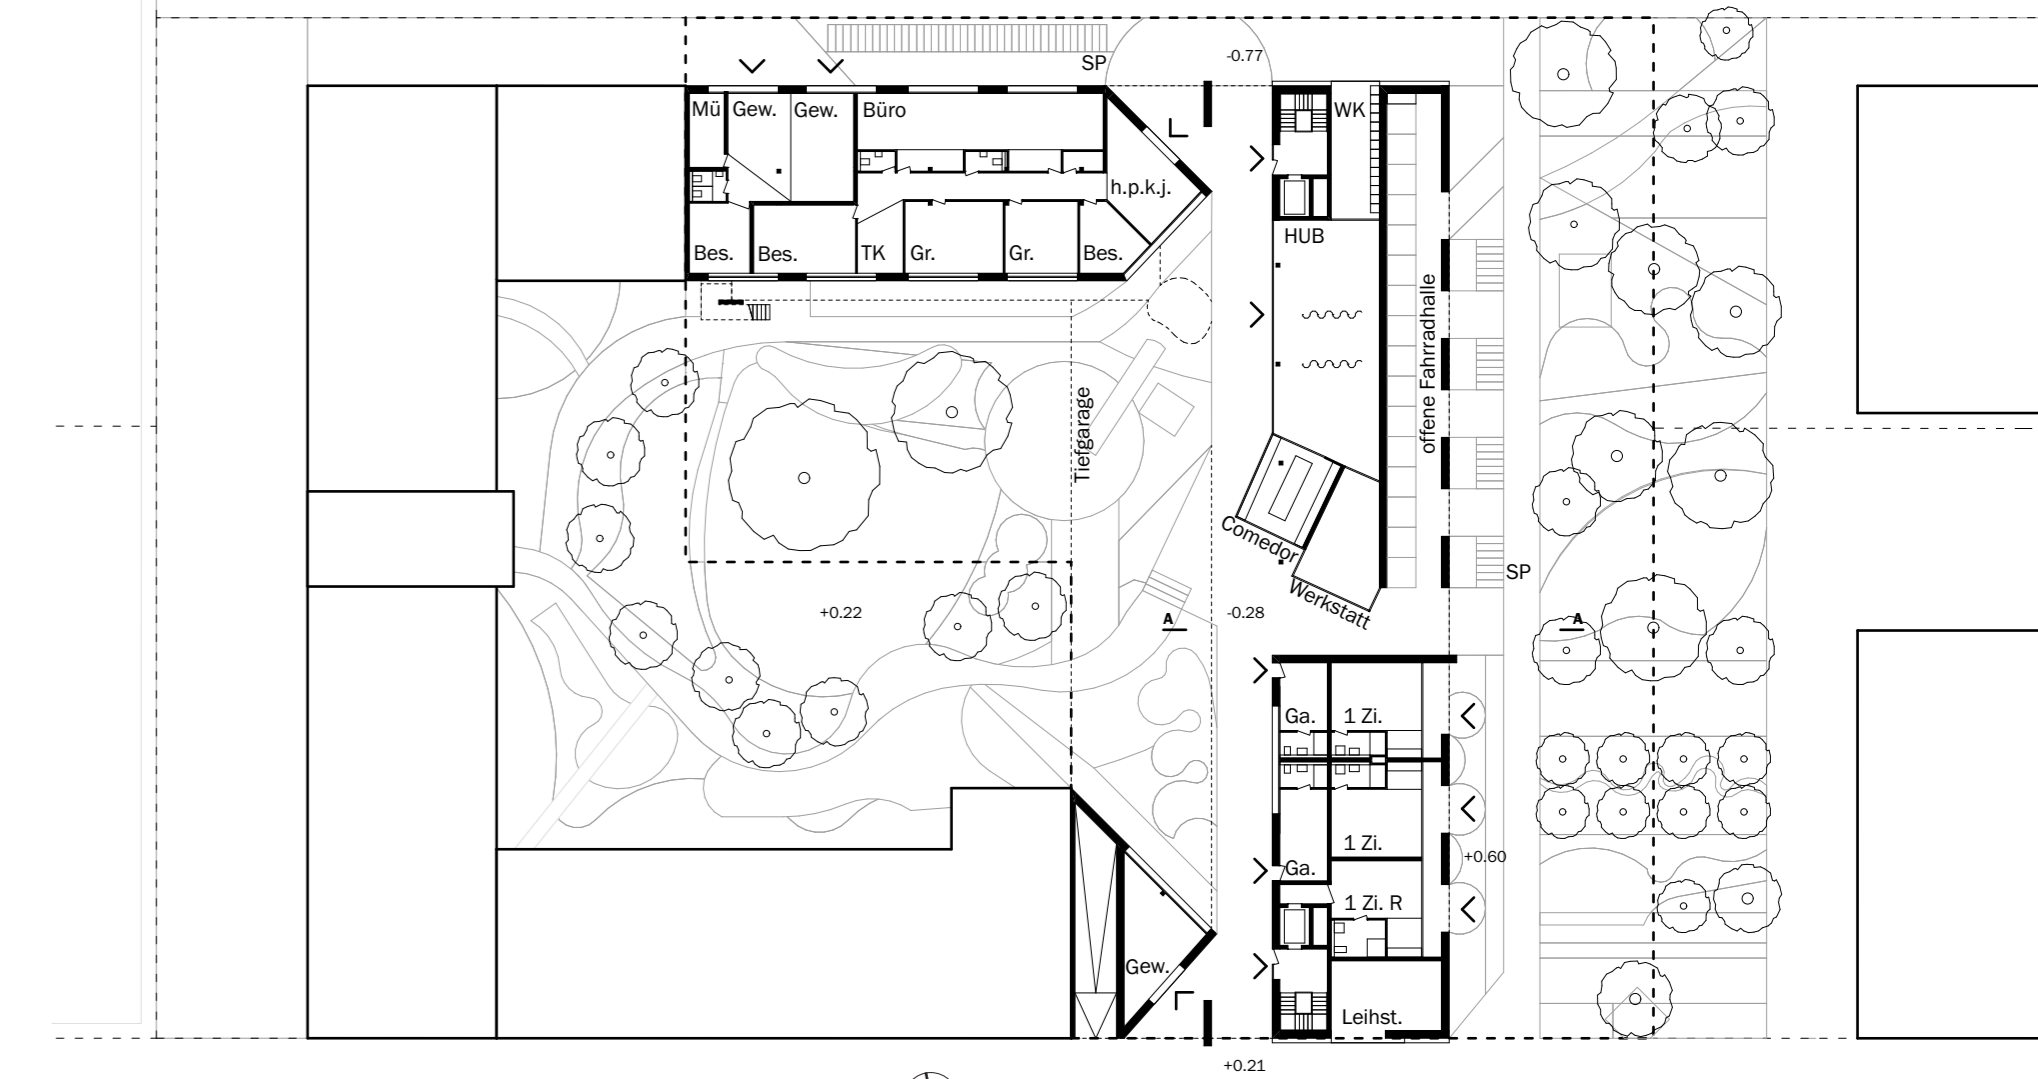 -0.77
SP
Mü
Gew.
Gew.
Büro
WK
h.p.k.j.
HUB
Bes.
Bes.
TK
Gr.
Gr.
Bes.
offene Fahrradhalle
Tiefgarage
Comedor
Werkstatt
SP
+0.22
A
-0.28
A
Ga.
1 Zi.
1 Zi.
+0.60
Ga.
1 Zi. R
Gew.
Leihst.
+0.21